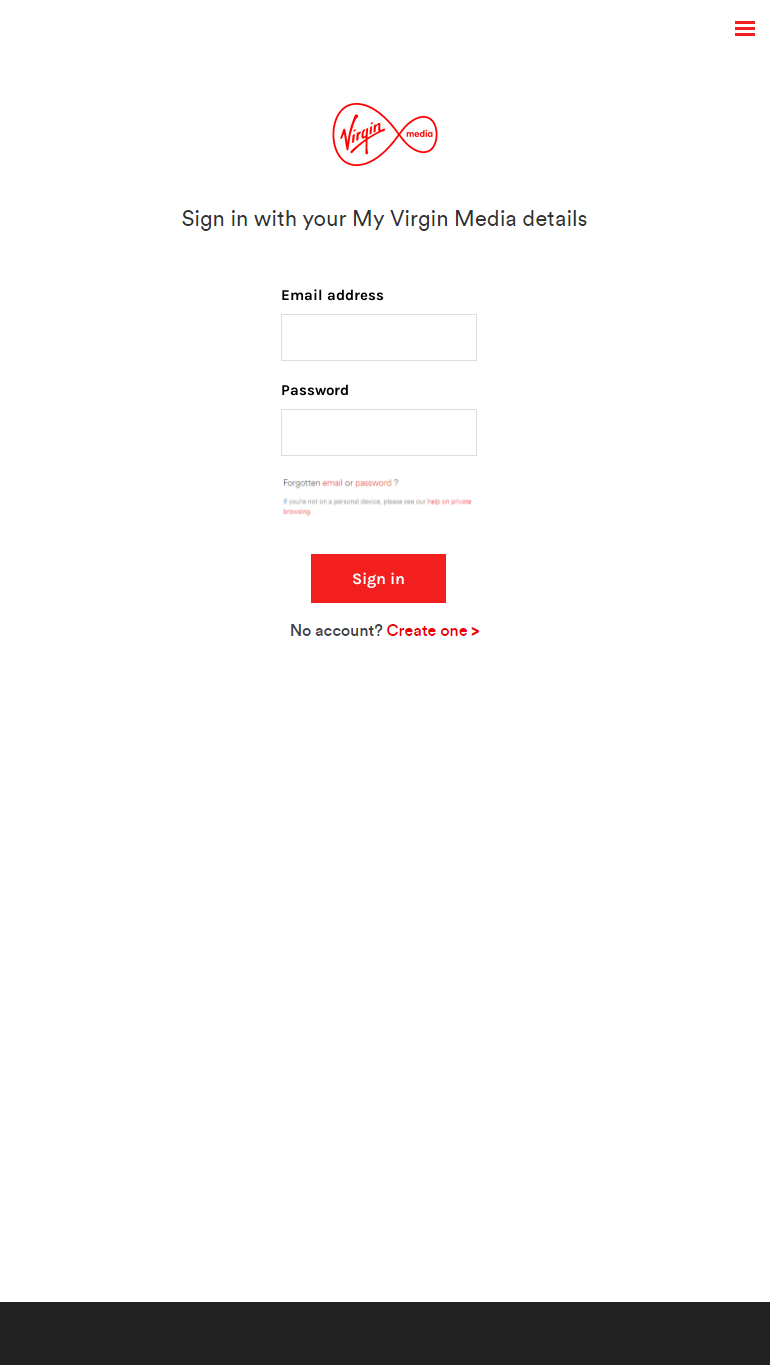 Virgin media
Sign in with your My Virgin Media details
Email address
Password
Forgotten email or password ?
If you're not on a personal device, please see our help on private
browsing
Sign in
No account? Create one >